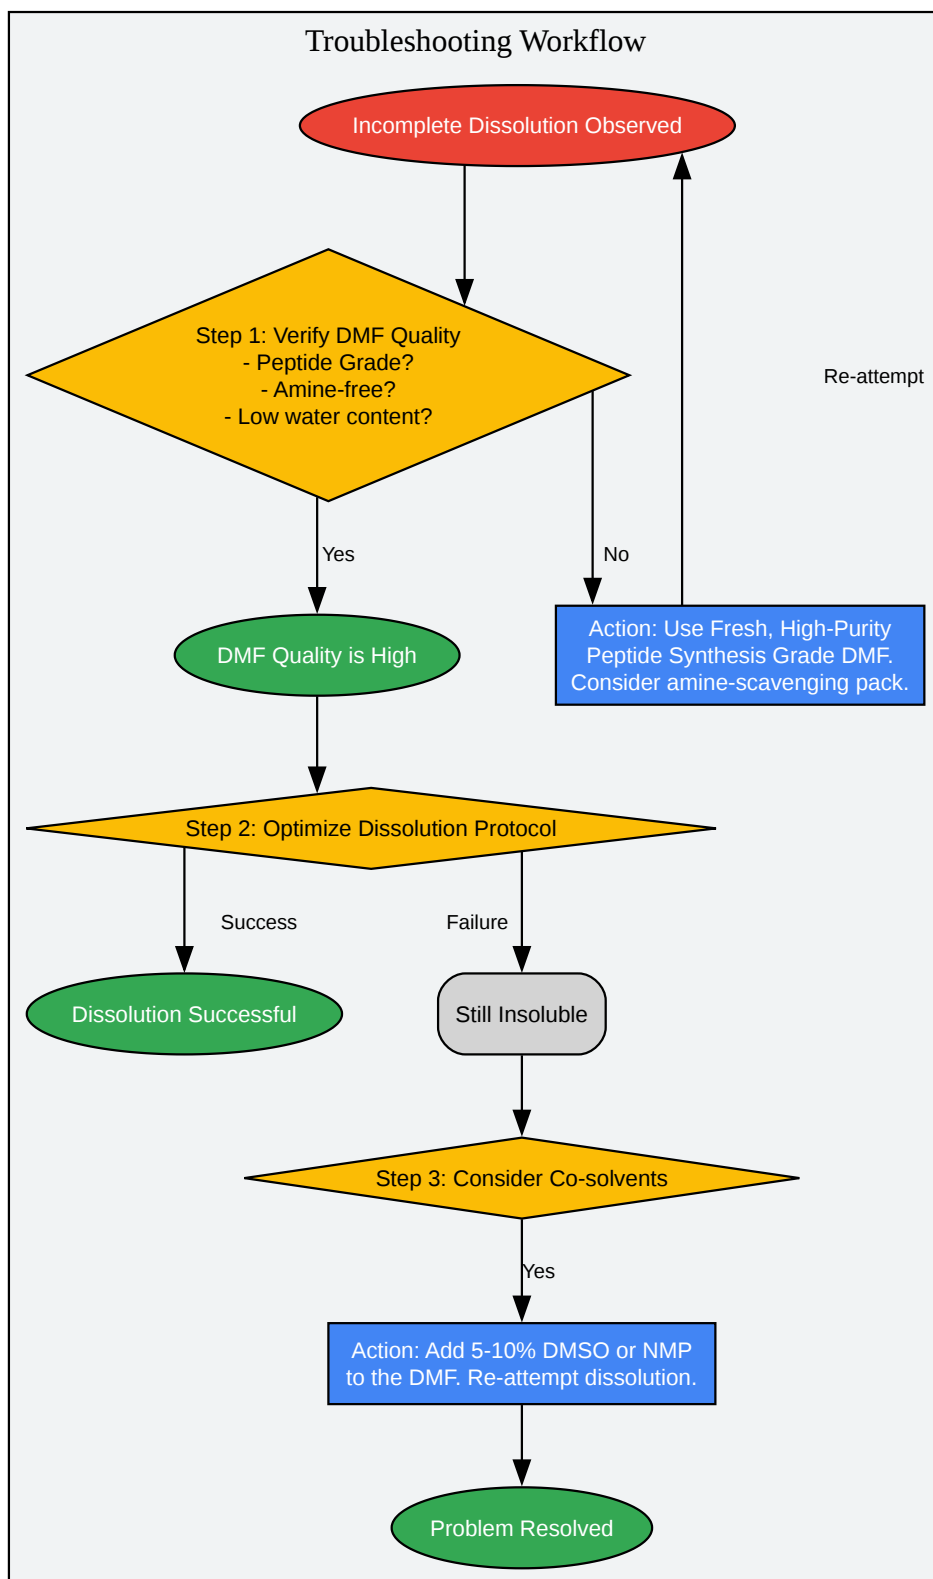 Troubleshooting Workflow
Incomplete Dissolution Observed
Step 1: Verify DMF Quality
- Peptide Grade?
- Amine-free?
- Low water content?
Re-attempt
Yes
No
DMF Quality is High
Action: Use Fresh, High-Purity
Peptide Synthesis Grade DMF.
Consider amine-scavenging pack.
Step 2: Optimize Dissolution Protocol
Success
Failure
Dissolution Successful
Still Insoluble
Step 3: Consider Co-solvents
Yes
Action: Add 5-10% DMSO or NMP
to the DMF. Re-attempt dissolution.
Problem Resolved